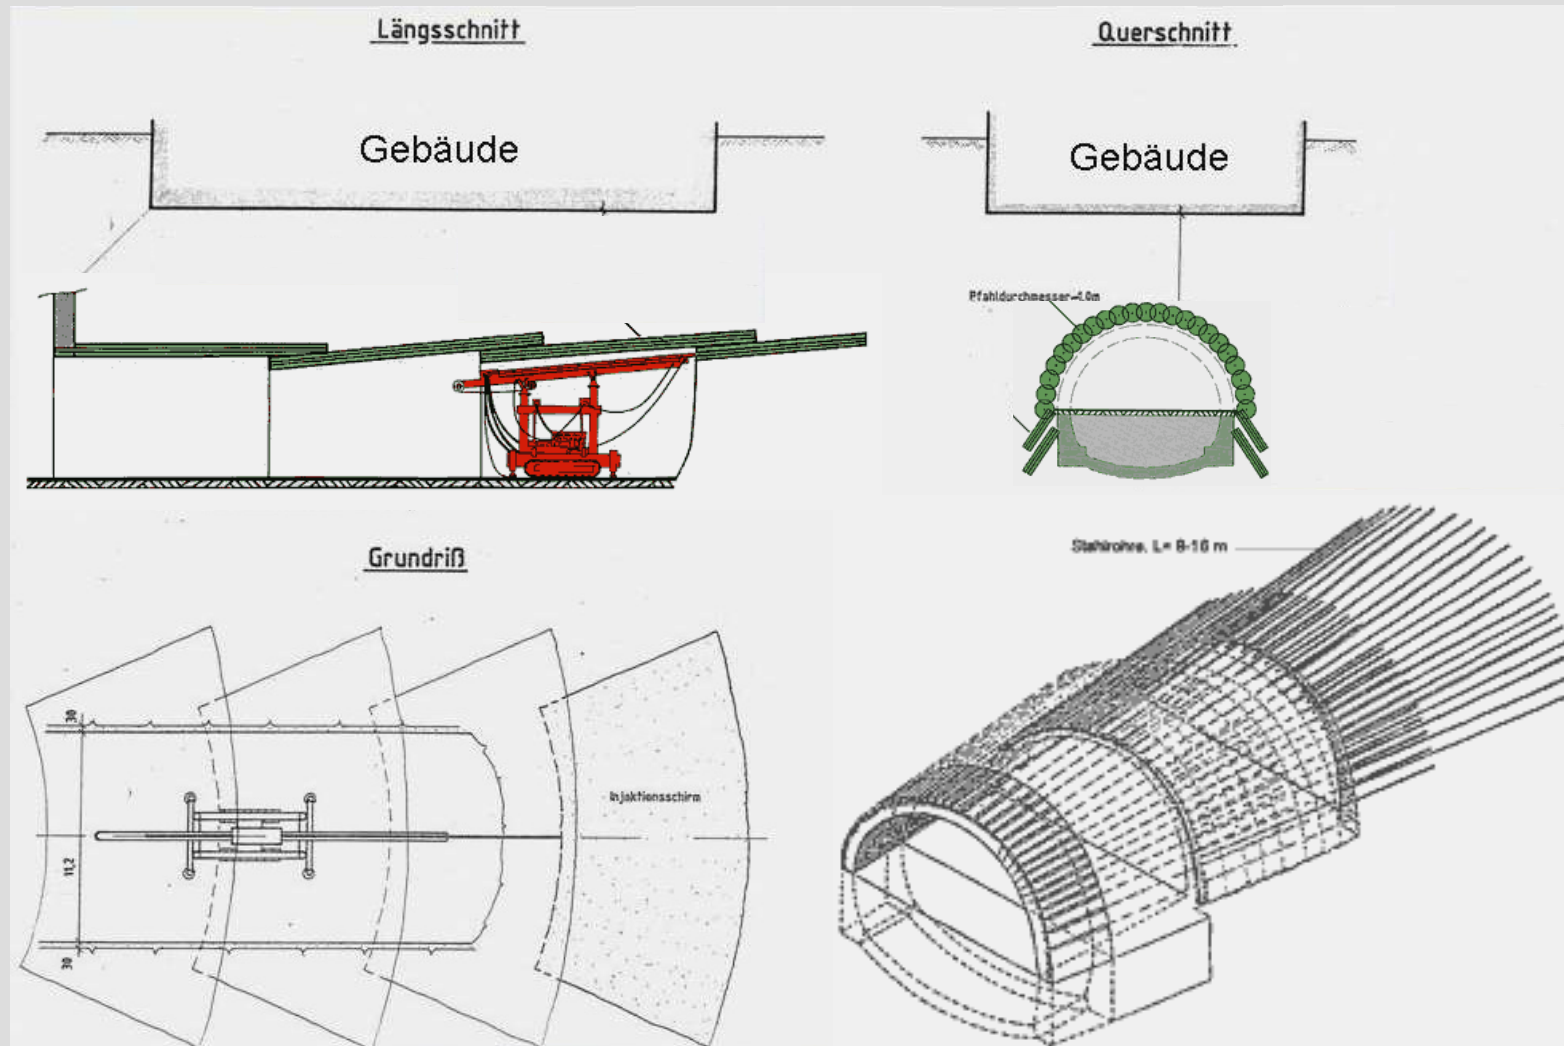 Längsschnitt
Querschnitt
Gebäude
Gebäude
Pfahldurchmesser~1.0m
Grundriß
Stahlrohre, L= 8-16 m
30
11,2
30
Injektionsschirm